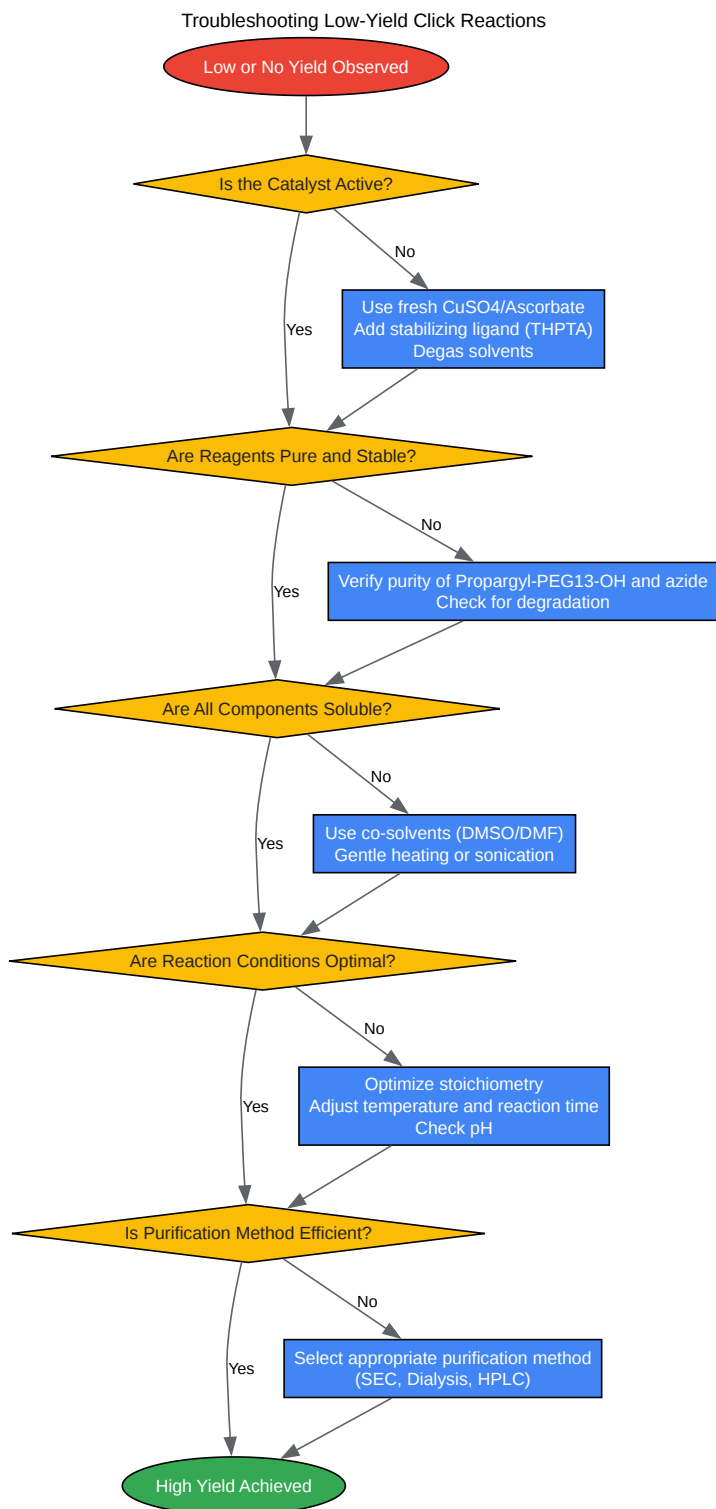 Troubleshooting Low-Yield Click Reactions
Low or No Yield Observed
Is the Catalyst Active?
No
Use fresh CuSO4/Ascorbate
Add stabilizing ligand (THPTA)
Degas solvents
Yes
Are Reagents Pure and Stable?
No
Verify purity of Propargyl-PEG13-OH and azide
Check for degradation
Yes
Are All Components Soluble?
No
Use co-solvents (DMSO/DMF)
Gentle heating or sonication
Yes
Are Reaction Conditions Optimal?
No
Optimize stoichiometry
Adjust temperature and reaction time
Check pH
Yes
Is Purification Method Efficient?
No
Select appropriate purification method
(SEC, Dialysis, HPLC)
Yes
High Yield Achieved